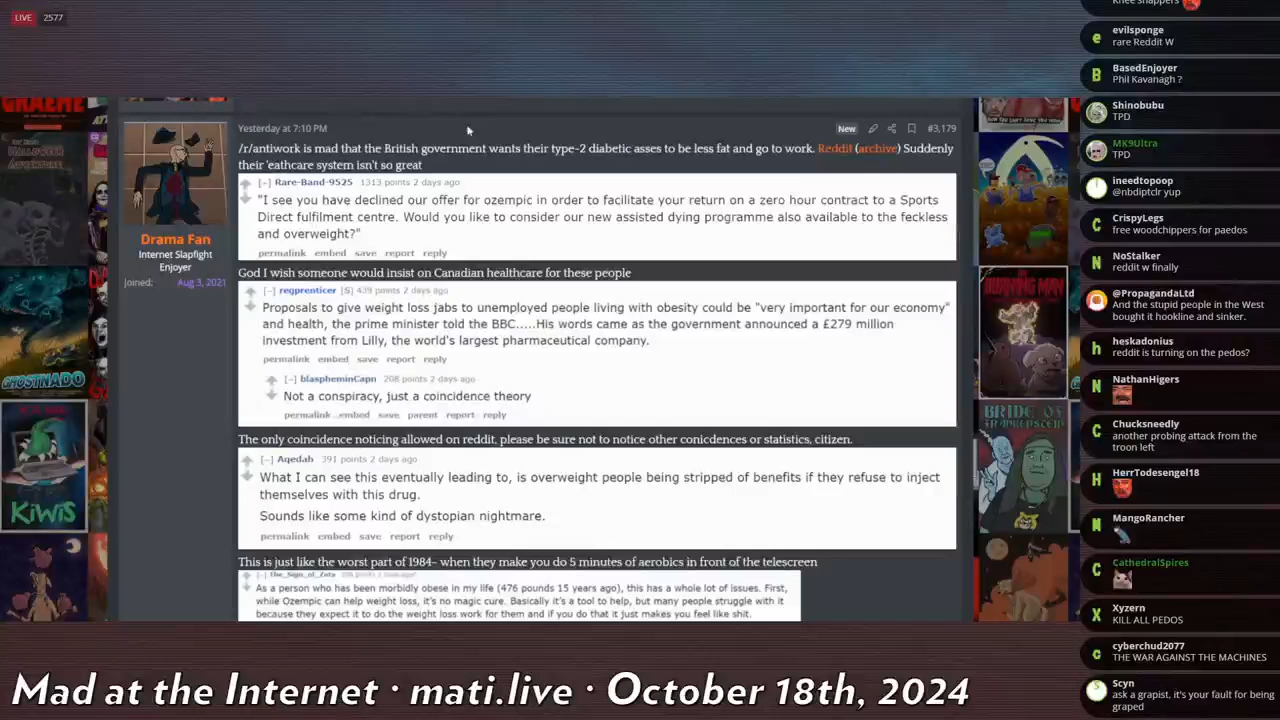 LIVE 2577
GRAEME
Yesterday at 7:10 PM
New
#3,179
/r/antiwork is mad that the British government wants their type-2 diabetic asses to be less fat and go to work. Reddit (archive) Suddenly
their 'eathcare system isn't so great
[–] Rare-Band-9525 1313 points 2 days ago
"I see you have declined our offer for ozempic in order to facilitate your return on a zero hour contract to a Sports
Direct fulfilment centre. Would you like to consider our new assisted dying programme also available to the feckless
and overweight?"
permalink embed save report reply
Drama Fan
Internet Slapfight
Enjoyer
Joined: Aug 3, 2021
God I wish someone would insist on Canadian healthcare for these people
[–] regprenticer [S] 439 points 2 days ago
Proposals to give weight loss jabs to unemployed people living with obesity could be "very important for our economy"
and health, the prime minister told the BBC.....His words came as the government announced a £279 million
investment from Lilly, the world's largest pharmaceutical company.
permalink embed save report reply
[–] blaspheminCapn 208 points 2 days ago
Not a conspiracy, just a coincidence theory
permalink embed save parent report reply
The only coincidence noticing allowed on reddit, please be sure not to notice other conicdences or statistics, citizen.
[–] Aqedah 391 points 2 days ago
What I can see this eventually leading to, is overweight people being stripped of benefits if they refuse to inject
themselves with this drug.
Sounds like some kind of dystopian nightmare.
permalink embed save report reply
This is just like the worst part of 1984– when they make you do 5 minutes of aerobics in front of the telescreen
As a person who has been morbidly obese in my life (476 pounds 15 years ago), this has a whole lot of issues. First,
while Ozempic can help weight loss, it's no magic cure. Basically it's a tool to help, but many people struggle with it
because they expect it to do the weight loss work for them and if you do that it just makes you feel like shit.
GHOSTNADO
KIWIS
BURNING MAN
BRIDE OF
FRANKENSTEIN
Knee snappers
evilsponge
rare Reddit W
BasedEnjoyer
Phil Kavanagh ?
Shinobubu
TPD
MK9Ultra
TPD
ineedtopoop
@nbdiptclr yup
CrispyLegs
free woodchippers for paedos
NoStalker
reddit w finally
@PropagandaLtd
And the stupid people in the West
bought it hookline and sinker.
heskadonius
reddit is turning on the pedos?
NathanHigers
Chucksneedly
another probing attack from the
troon left
HerrTodesengel18
MangoRancher
CathedralSpires
Xyzern
KILL ALL PEDOS
cyberchud2077
THE WAR AGAINST THE MACHINES
Scyn
ask a grapist, it's your fault for being
graped
Mad at the Internet · mati.live · October 18th, 2024